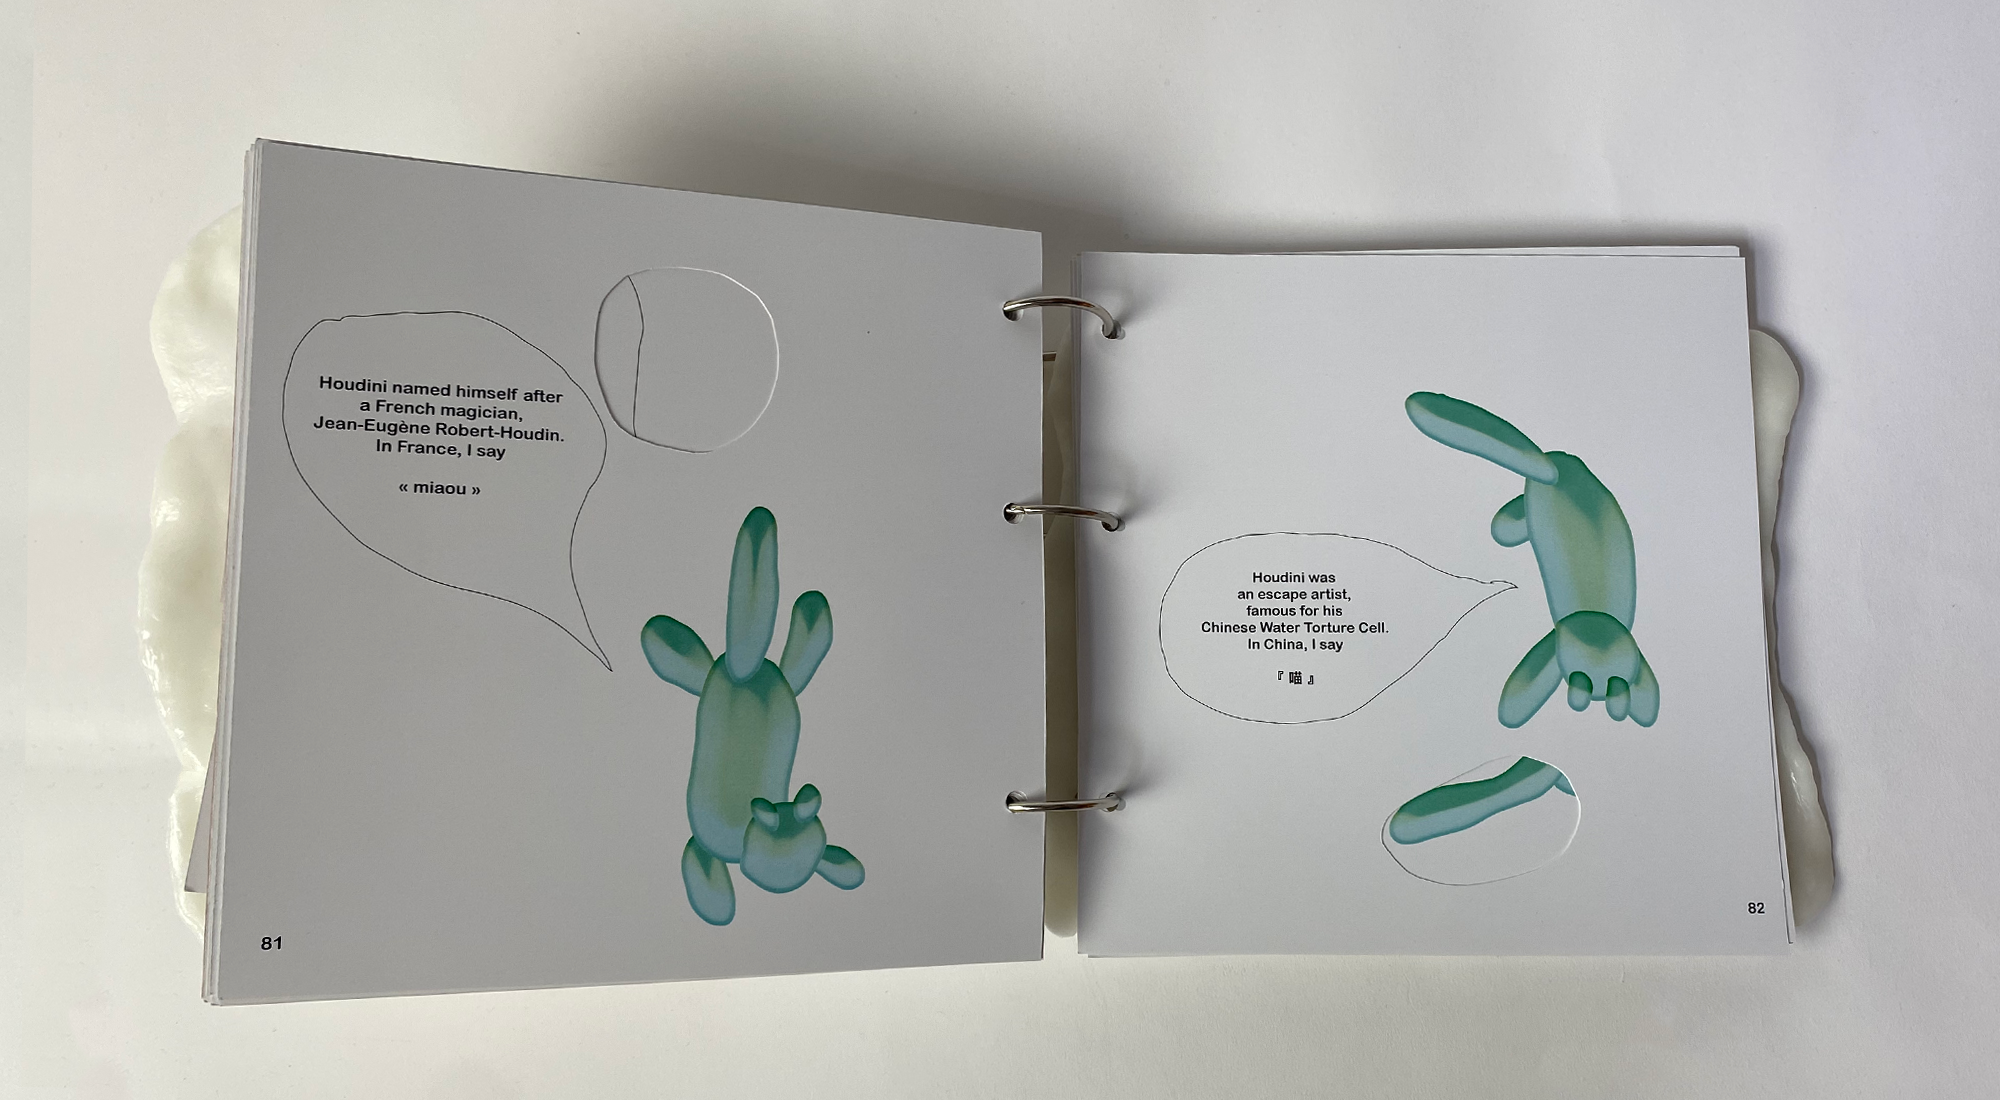 Houdini named himself after
a French magician,
Jean-Eugène Robert-Houdin.
In France, I say
« miaou »
81
Houdini was
an escape artist,
famous for his
Chinese Water Torture Cell.
In China, I say
『 喵 』
82